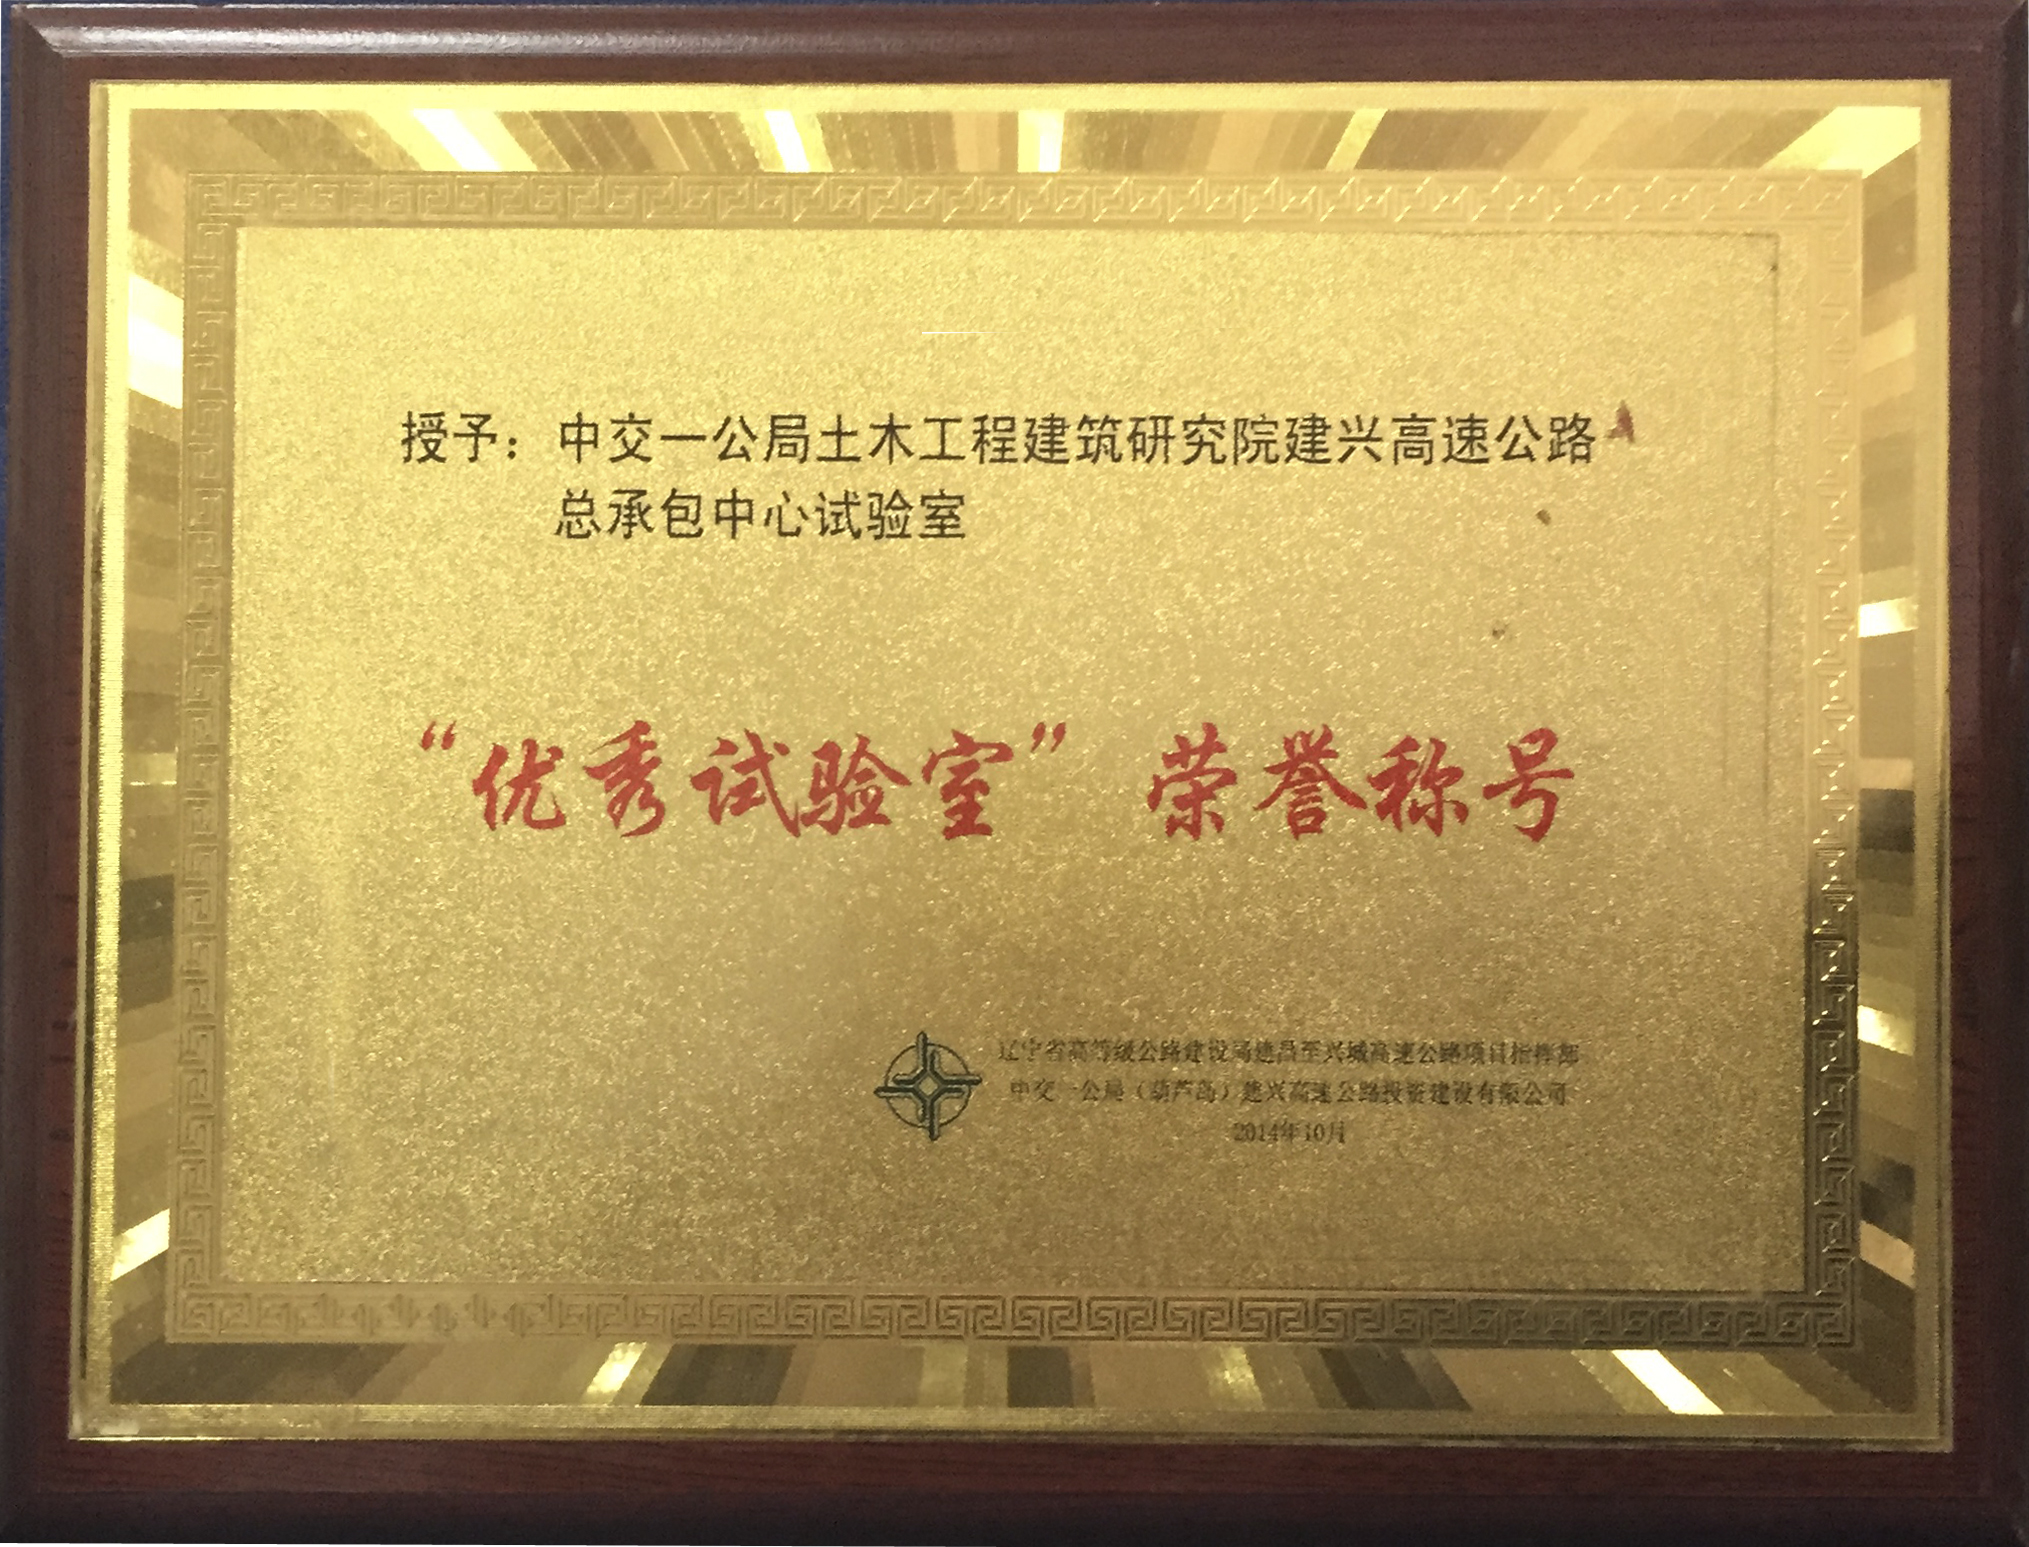 授予：中交一公局土木工程建筑研究院建兴高速公路
总承包中心试验室
“优秀试验室”荣誉称号
辽宁省高等级公路建设局建昌至兴城高速公路项目指挥部
中交一公局（葫芦岛）建兴高速公路投资建设有限公司
2014年10月